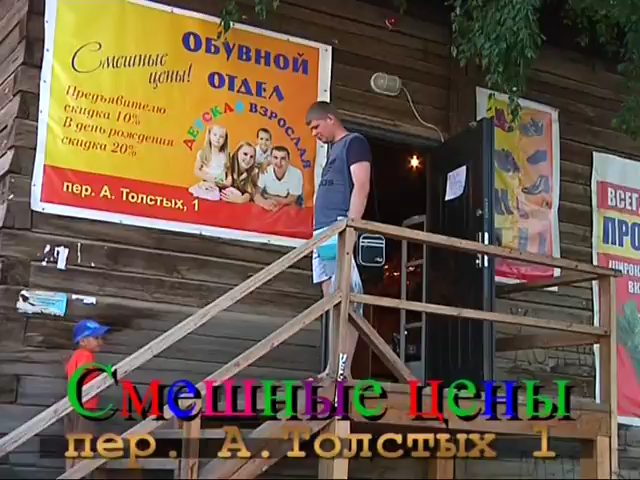 Смешные
цены!
ОБУВНОЙ
ОТДЕЛ
ДЕТСКАЯ ВЗРОСЛАЯ
Предъявителю
скидка 10%
В день рождения
скидка 20%
пер. А. Толстых, 1
ВСЕГ
ПРО
ШИРОК
Смешные цены
пер. А.Толстых 1